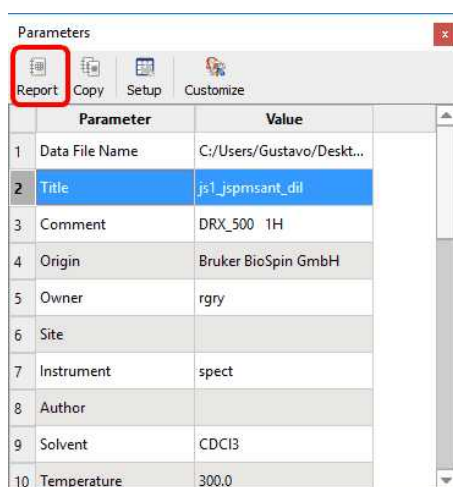 Parameters
Report Copy Setup Customize
Parameter Value
1 Data File Name C:/Users/Gustavo/Deskt...
2 Title js1_jspmsant_dil
3 Comment DRX_500 1H
4 Origin Bruker BioSpin GmbH
5 Owner rgry
6 Site
7 Instrument spect
8 Author
9 Solvent CDCl3
10 Temperature 300.0